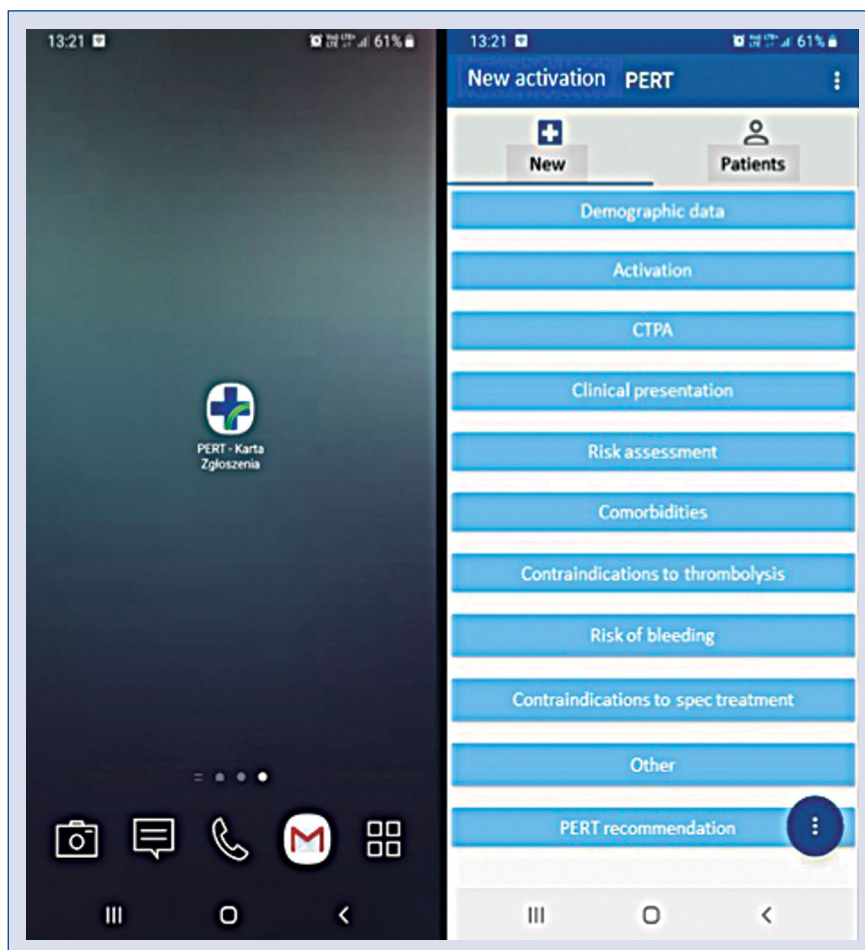 13:21
61%
PERT - Karta
Zgłoszenia
13:21
61%
New activation PERT
New
Patients
Demographic data
Activation
CTPA
Clinical presentation
Risk assessment
Comorbidities
Contraindications to thrombolysis
Risk of bleeding
Contraindications to spec treatment
Other
PERT recommendation